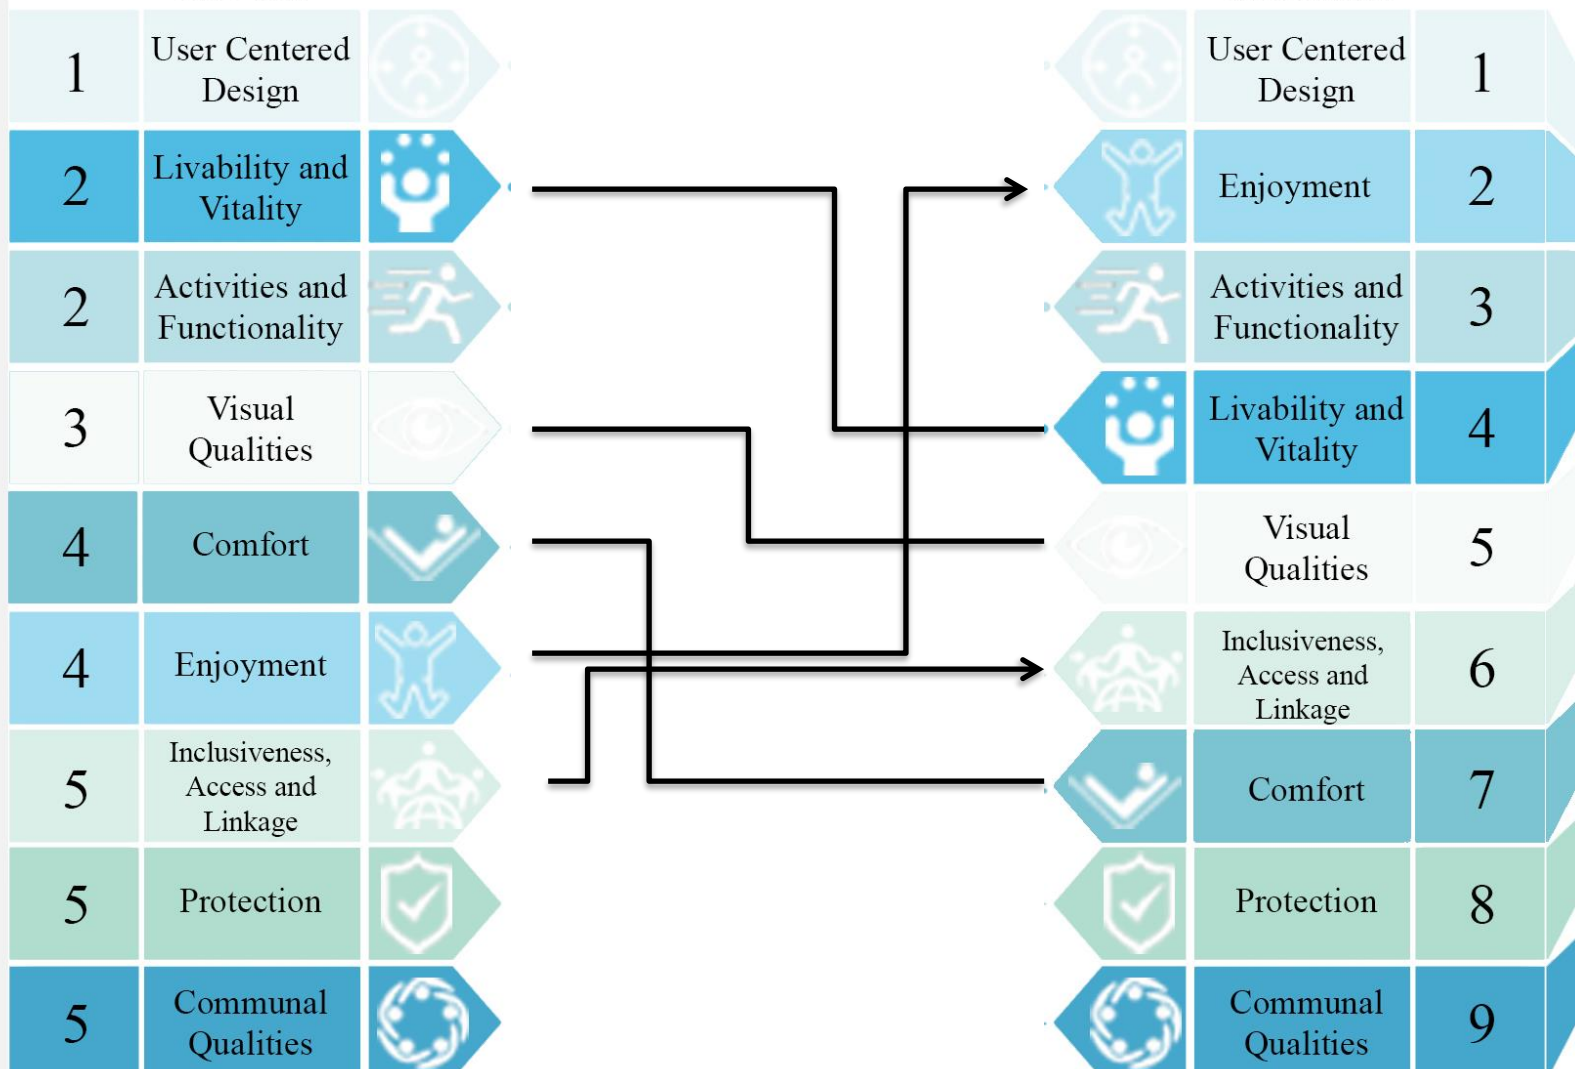 1
User Centered
Design
User Centered
Design
1
2
Livability and
Vitality
Enjoyment
2
2
Activities and
Functionality
Activities and
Functionality
3
3
Visual
Qualities
Livability and
Vitality
4
4
Comfort
Visual
Qualities
5
4
Enjoyment
Inclusiveness,
Access and
Linkage
6
5
Inclusiveness,
Access and
Linkage
Comfort
7
5
Protection
Protection
8
5
Communal
Qualities
Communal
Qualities
9